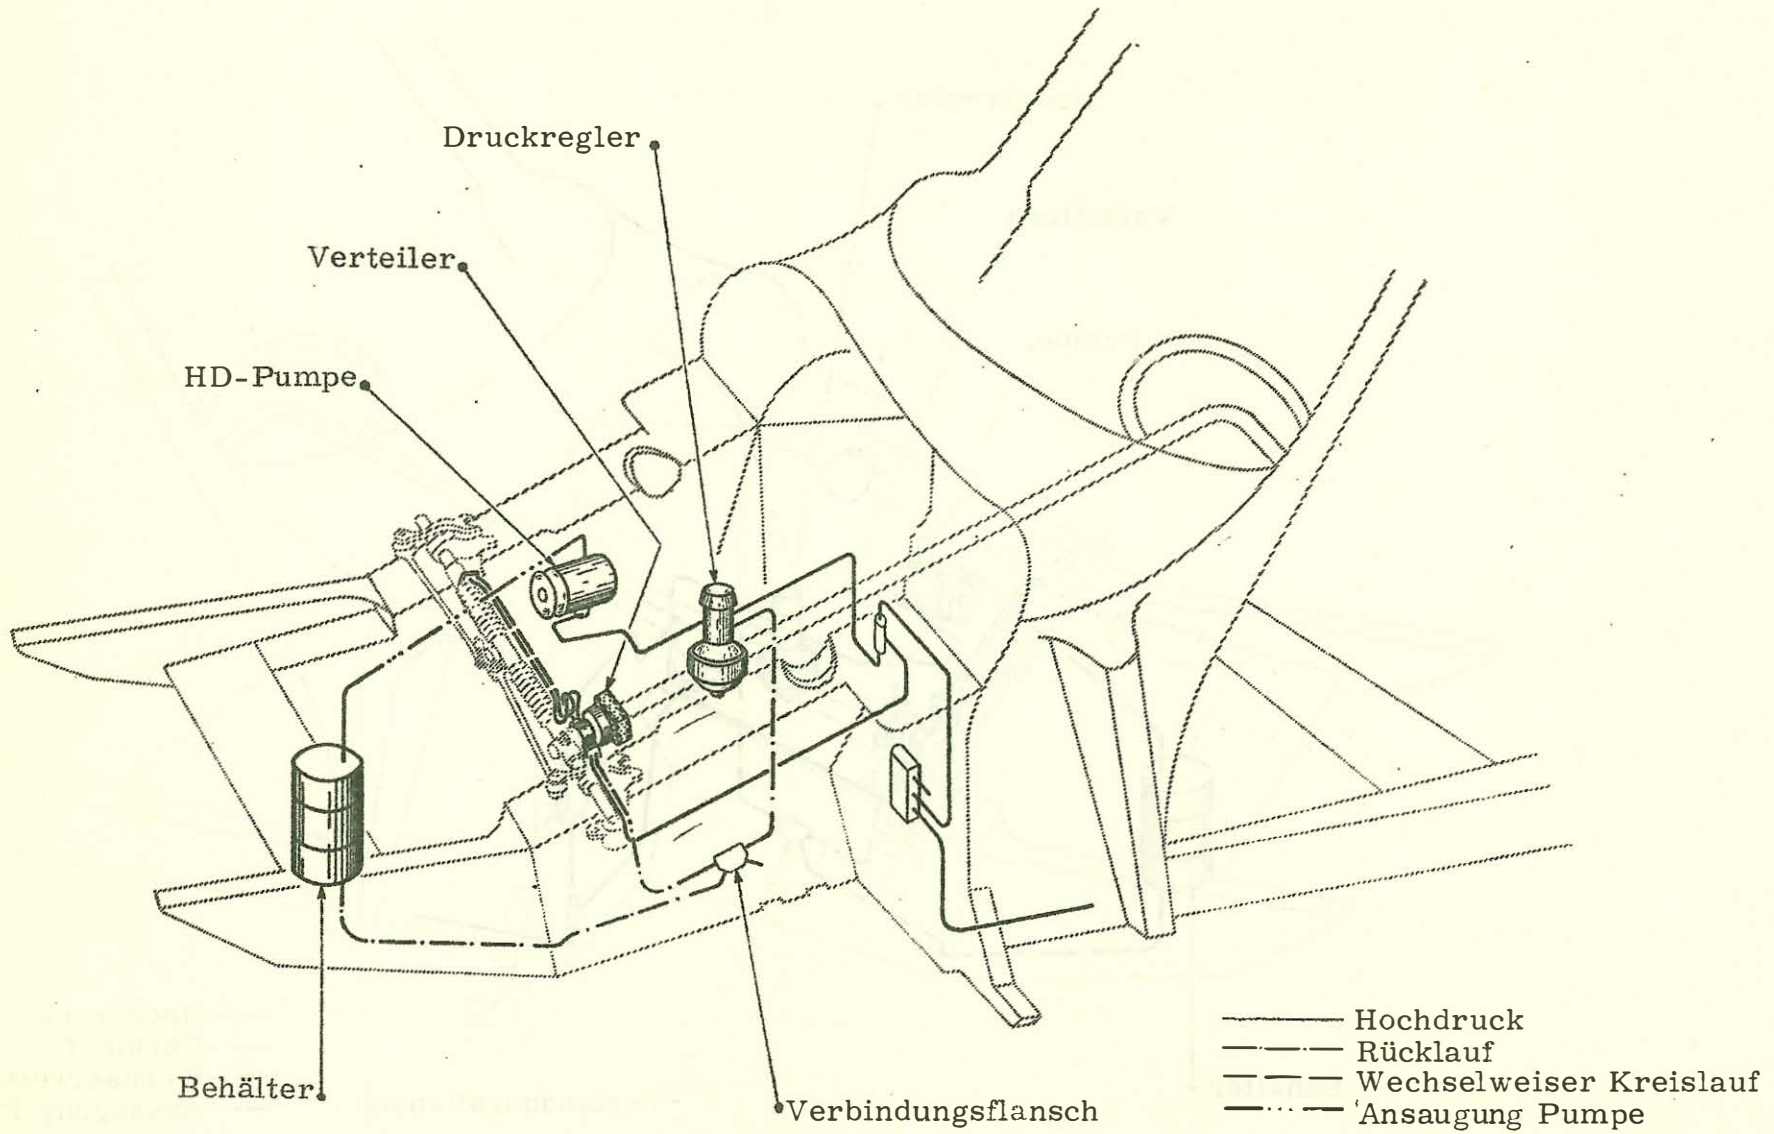 Druckregler
Verteiler
HD-Pumpe
Behälter
Verbindungsflansch
Hochdruck
Rücklauf
Wechselweiser Kreislauf
Ansaugung Pumpe